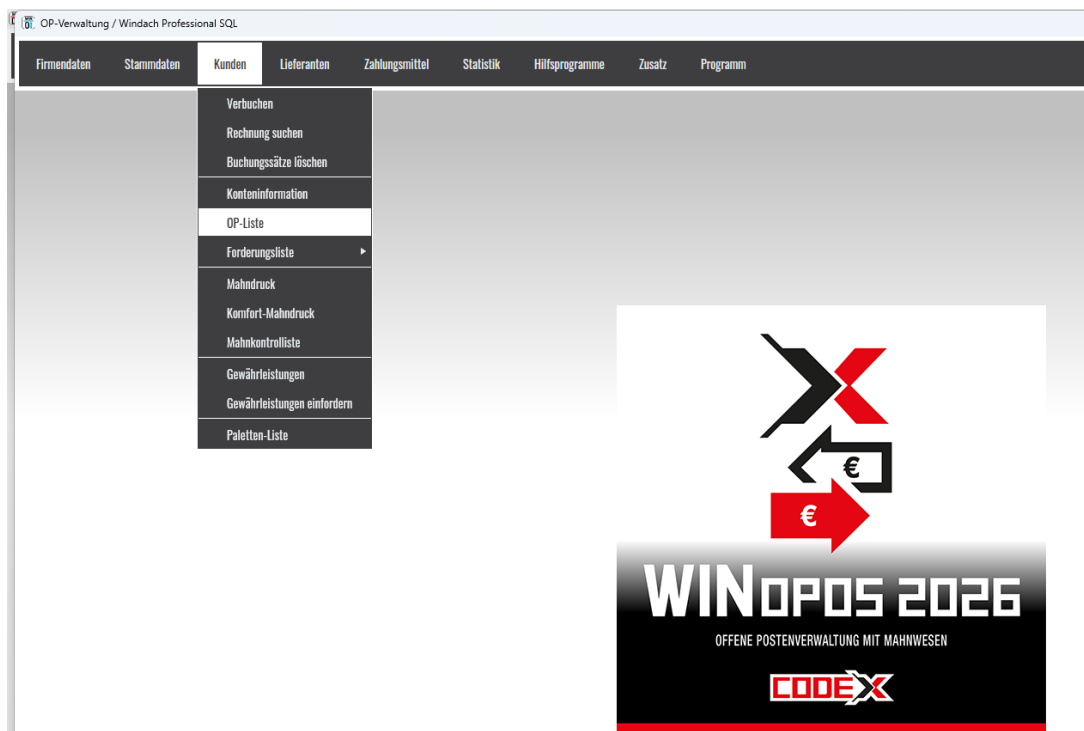 OP-Verwaltung / Windach Professional SQL
Firmendaten Stammdaten Kunden Lieferanten Zahlungsmittel Statistik Hilfsprogramme Zusatz Programm
Verbuchen
Rechnung suchen
Buchungssätze löschen
Konteninformation
OP-Liste
Forderungsliste
Mahndruck
Komfort-Mahndruck
Mahnkontrolliste
Gewährleistungen
Gewährleistungen einfordern
Paletten-Liste
€
€
WINOPOS 2026
OFFENE POSTENVERWALTUNG MIT MAHNWESEN
CODEX